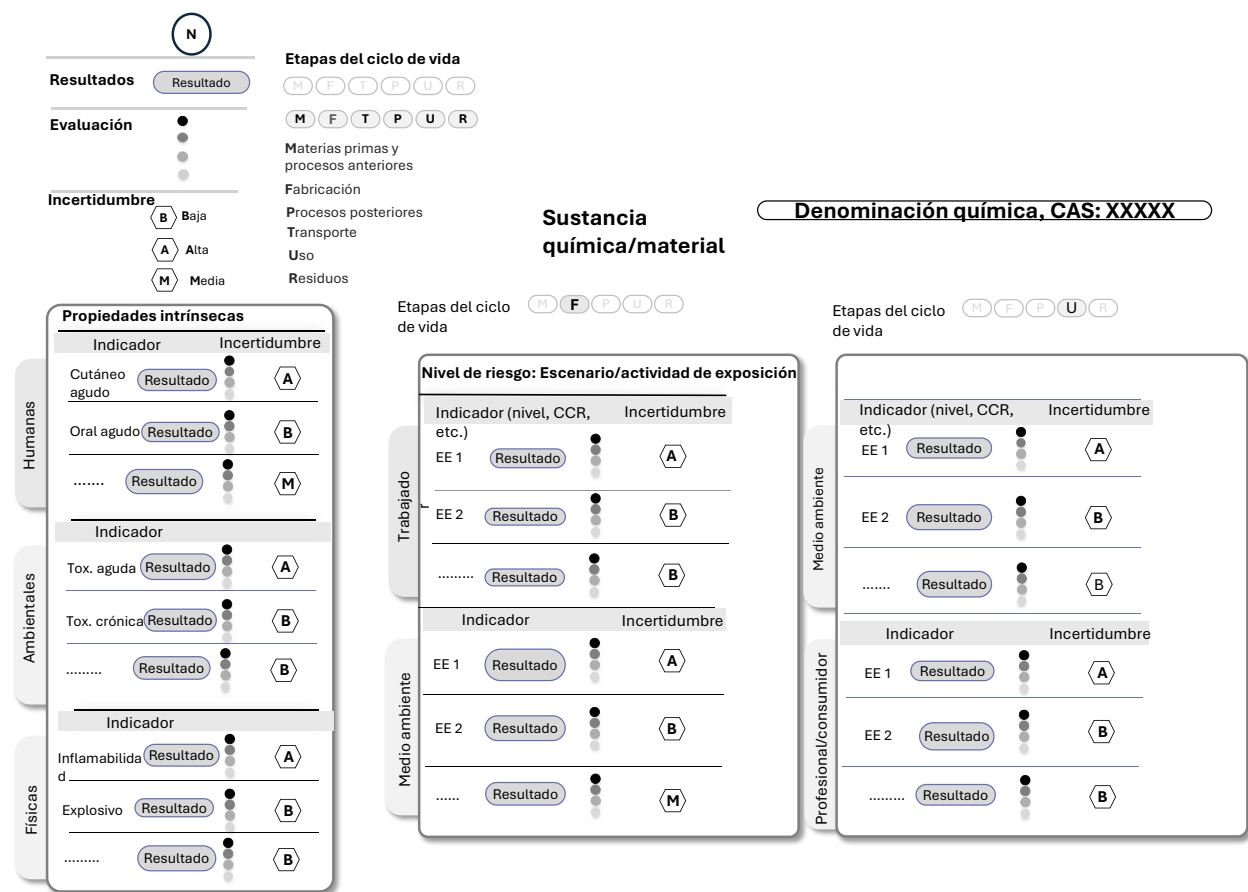 N
Resultados
Resultado
Evaluación
Incertidumbre
B Baja
A Alta
M Media
Etapas del ciclo de vida
M F T P U R
M F T P U R
Materias primas y
procesos anteriores
Fabricación
Procesos posteriores
Transporte
Uso
Residuos
Sustancia
química/material
Denominación química, CAS: XXXXX
Propiedades intrínsecas
Indicador Incertidumbre
Humanas
Cutáneo
agudo
Resultado A
Oral agudo Resultado B
....... Resultado M
Indicador
Ambientales
Tox. aguda Resultado A
Tox. crónica Resultado B
......... Resultado B
Indicador
Físicas
Inflamabilida
d
Resultado A
Explosivo Resultado B
......... Resultado B
Etapas del ciclo
de vida
M F P U R
Nivel de riesgo: Escenario/actividad de exposición
Indicador (nivel, CCR,
etc.)
Incertidumbre
Trabajado
r
EE 1 Resultado A
EE 2 Resultado B
......... Resultado B
Indicador Incertidumbre
Medio ambiente
EE 1 Resultado A
EE 2 Resultado B
...... Resultado M
Etapas del ciclo
de vida
M F P U R
Indicador (nivel, CCR,
etc.)
Incertidumbre
Medio ambiente
EE 1 Resultado A
EE 2 Resultado B
....... Resultado B
Indicador Incertidumbre
Profesional/consumidor
EE 1 Resultado A
EE 2 Resultado B
......... Resultado B